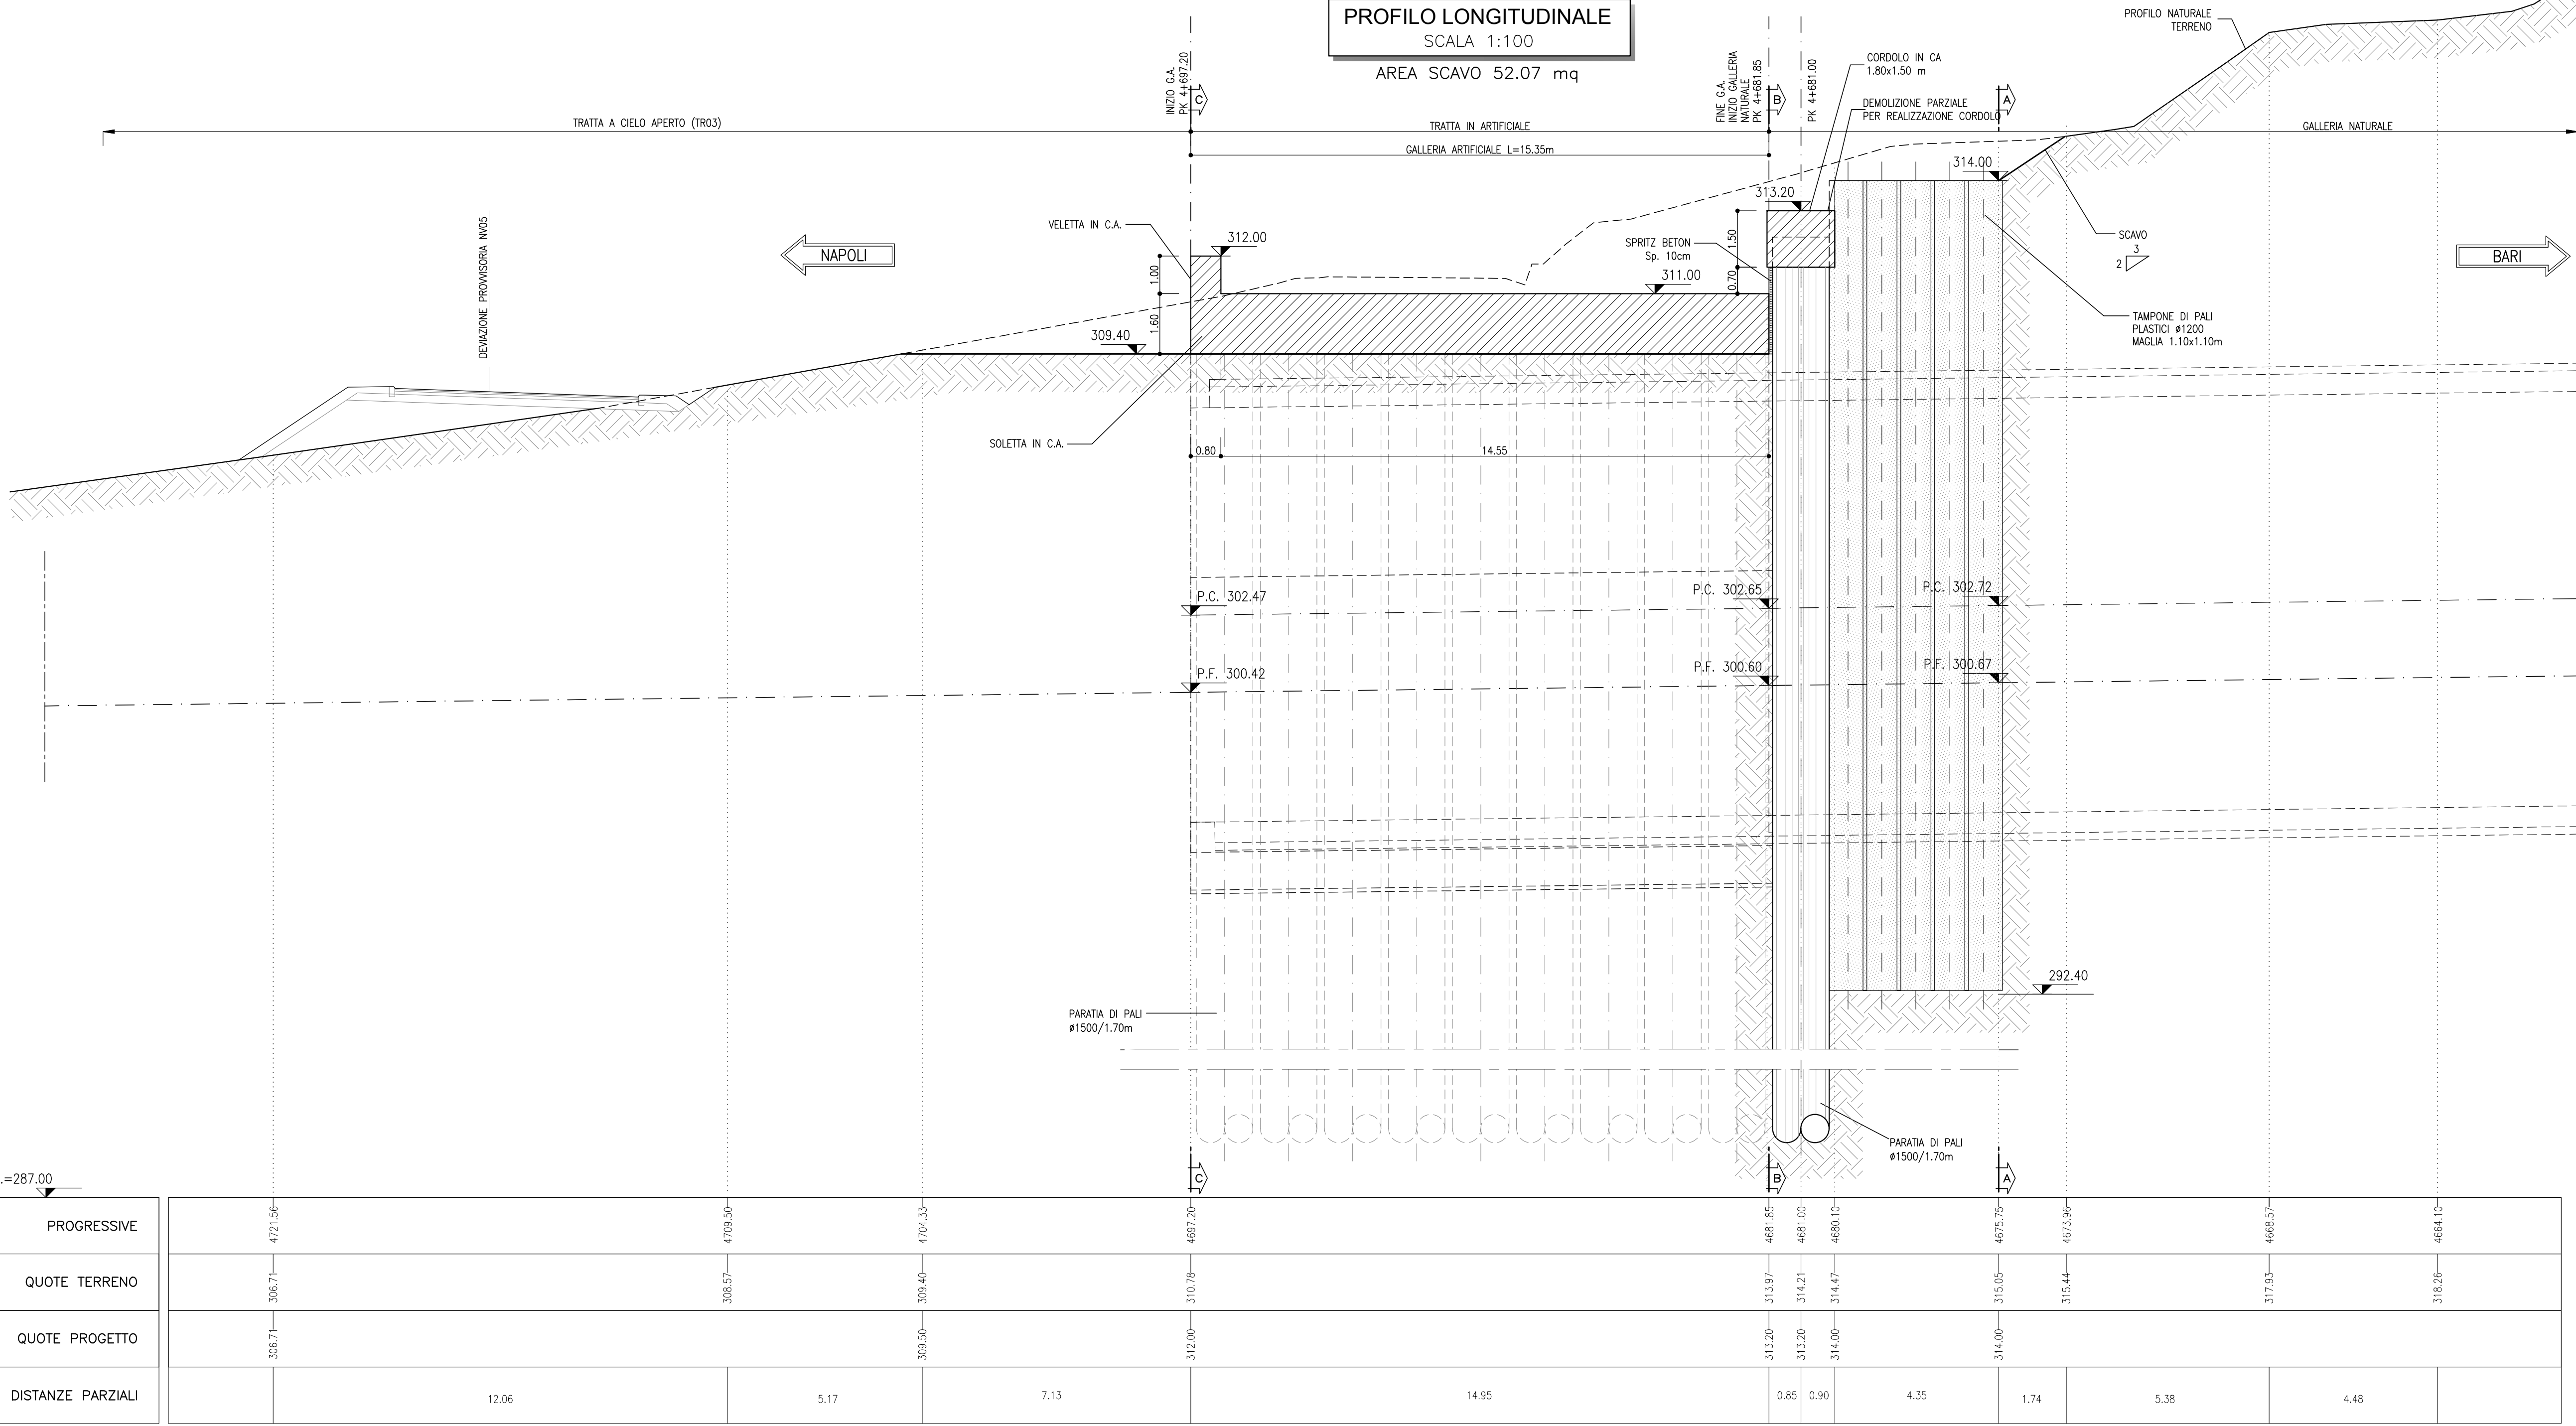 PROFILO LONGITUDINALE
SCALA 1:100
AREA SCAVO 52.07 mq
PROFILO NATURALE
TERRENO
INIZIO G.A.
PK 4+697.20
C
FINE G.A.
INIZIO GALLERIA
NATURALE
PK 4+681.85
B
PK 4+681.00
CORDOLO IN CA
1.80x1.50 m
A
DEMOLIZIONE PARZIALE
PER REALIZZAZIONE CORDOLO
TRATTA A CIELO APERTO (TR03)
TRATTA IN ARTIFICIALE
GALLERIA NATURALE
GALLERIA ARTIFICIALE L=15.35m
314.00
313.20
DEVIAZIONE PROVVISORIA NV05
VELETTA IN C.A.
312.00
NAPOLI
SPRITZ BETON
Sp. 10cm
1.50
0.70
SCAVO
3
2
BARI
1.00
1.60
311.00
309.40
TAMPONE DI PALI
PLASTICI ø1200
MAGLIA 1.10x1.10m
SOLETTA IN C.A.
0.80
14.55
P.C. 302.47
P.C. 302.65
P.C. 302.72
P.F. 300.42
P.F. 300.60
P.F. 300.67
292.40
PARATIA DI PALI
ø1500/1.70m
PARATIA DI PALI
ø1500/1.70m
C
B
A
.=287.00
PROGRESSIVE
4721.56
4709.50
4704.33
4697.20
4681.85
4681.00
4680.10
4675.75
4673.96
4668.57
4664.10
QUOTE TERRENO
306.71
308.57
309.40
310.78
313.97
314.21
314.47
315.05
315.44
317.93
318.26
QUOTE PROGETTO
306.71
309.50
312.00
313.20
313.20
314.00
314.00
DISTANZE PARZIALI
12.06
5.17
7.13
14.95
0.85
0.90
4.35
1.74
5.38
4.48